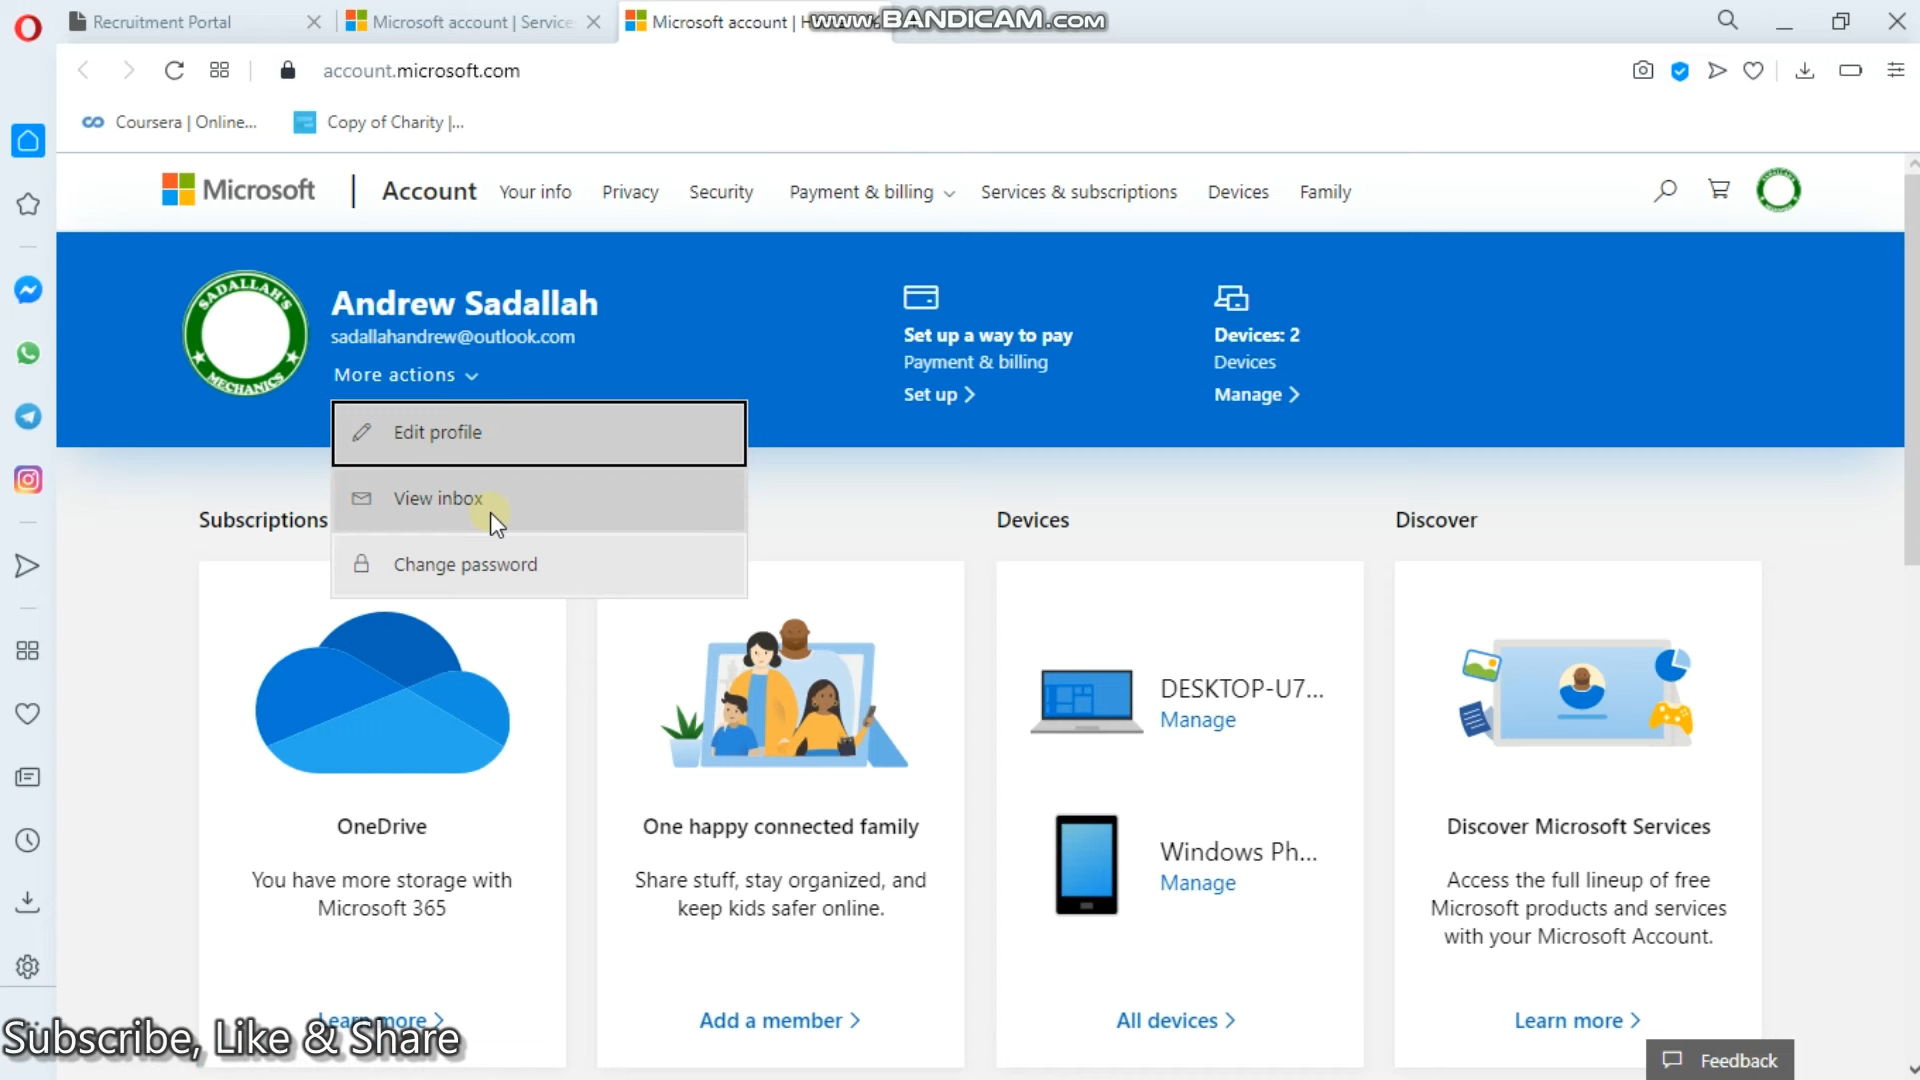 Recruitment Portal
Microsoft account | Service
Microsoft account | H
www.BANDICAM.com
account.microsoft.com
Coursera | Online...
Copy of Charity |...
Microsoft
Account
Your info
Privacy
Security
Payment & billing
Services & subscriptions
Devices
Family
SADALLAH'S
MECHANICS
Andrew Sadallah
sadallahandrew@outlook.com
More actions
Set up a way to pay
Payment & billing
Set up
Devices: 2
Devices
Manage
Edit profile
View inbox
Change password
Subscriptions
Devices
Discover
OneDrive
You have more storage with
Microsoft 365
Learn more
One happy connected family
Share stuff, stay organized, and
keep kids safer online.
Add a member
DESKTOP-U7...
Manage
Windows Ph...
Manage
All devices
Discover Microsoft Services
Access the full lineup of free
Microsoft products and services
with your Microsoft Account.
Learn more
Subscribe, Like & Share
Feedback